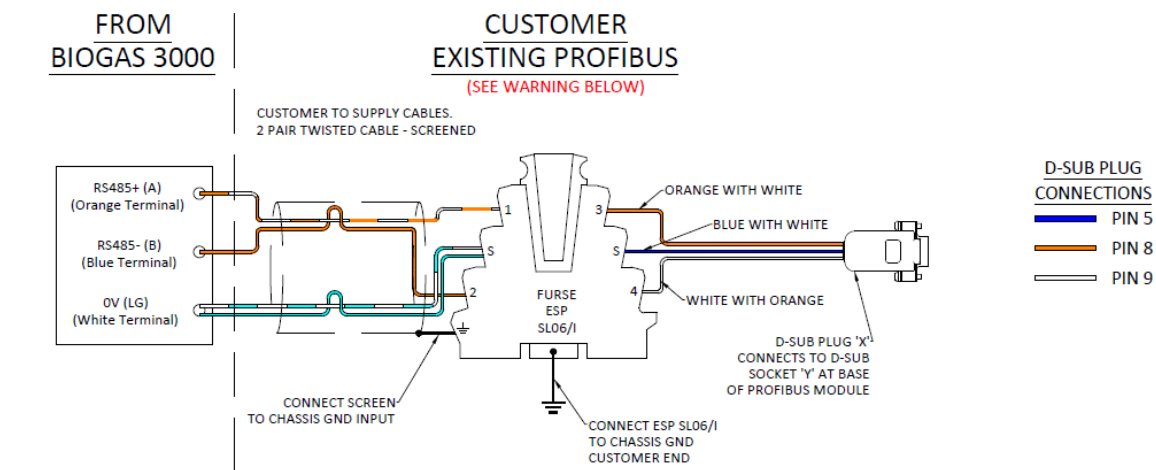 FROM
BIOGAS 3000
CUSTOMER
EXISTING PROFIBUS
(SEE WARNING BELOW)
CUSTOMER TO SUPPLY CABLES.
2 PAIR TWISTED CABLE - SCREENED
RS485+ (A)
(Orange Terminal)
RS485- (B)
(Blue Terminal)
0V (LG)
(White Terminal)
1
S
2
3
S
4
FURSE
ESP
SL06/I
ORANGE WITH WHITE
BLUE WITH WHITE
WHITE WITH ORANGE
D-SUB PLUG 'X'
CONNECTS TO D-SUB
SOCKET 'Y' AT BASE
OF PROFIBUS MODULE
CONNECT SCREEN
TO CHASSIS GND INPUT
CONNECT ESP SL06/I
TO CHASSIS GND
CUSTOMER END
D-SUB PLUG
CONNECTIONS
PIN 5
PIN 8
PIN 9